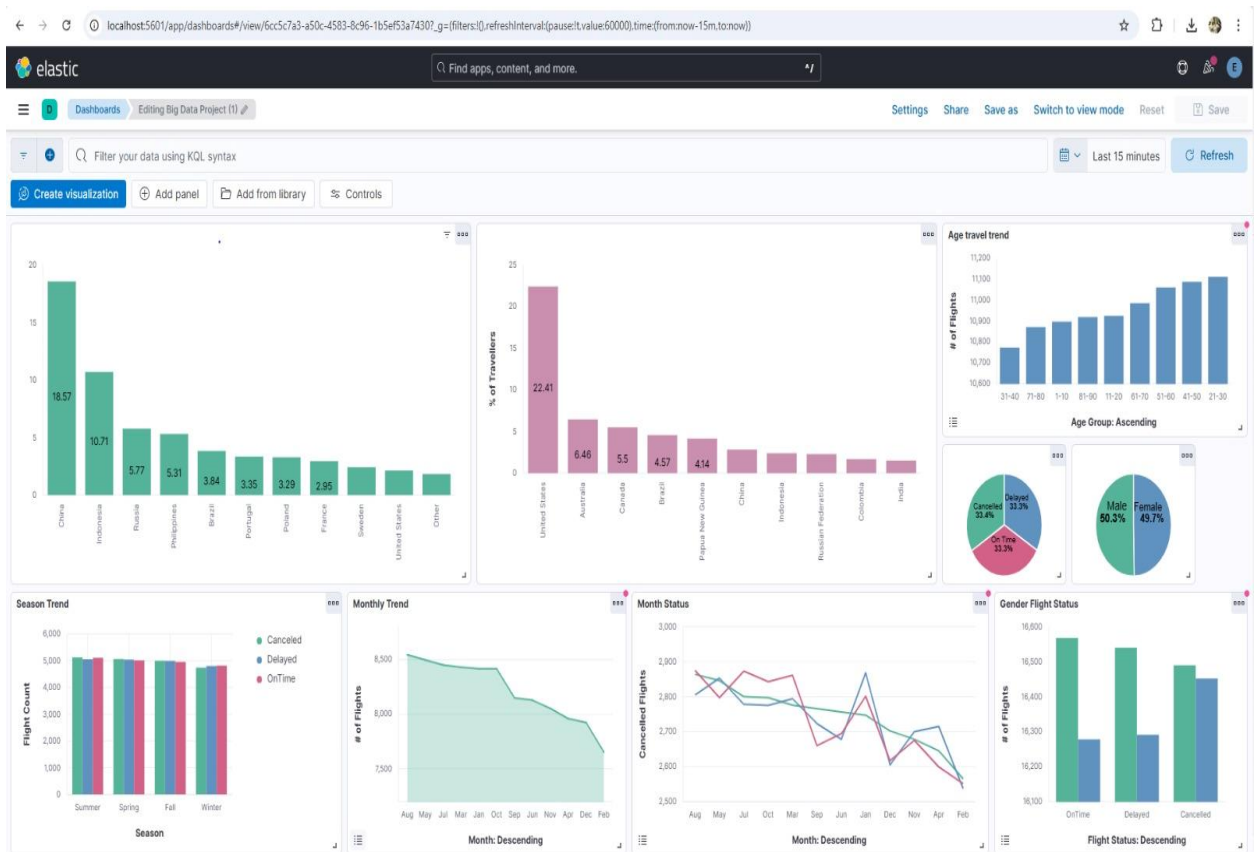 localhost:5601/app/dashboards#/view/6cc5c7a3-a50c-4583-8c96-1b5ef53a7430?_g=(filters:!(),refreshInterval:(pause:!t,value:60000),time:(from:now-15m,to:now))
elastic
Find apps, content, and more.
^/
E
D
Dashboards
Editing Big Data Project (1)
Settings
Share
Save as
Switch to view mode
Reset
Save
Filter your data using KQL syntax
Last 15 minutes
Refresh
Create visualization
Add panel
Add from library
Controls
20
15
10
5
0
18.57
10.71
5.77
5.31
3.84
3.35
3.29
2.95
China
Indonesia
Russia
Philippines
Brazil
Portugal
Poland
France
Sweden
United States
Other
% of Travellers
25
20
15
10
5
0
22.41
6.46
5.5
4.57
4.14
United States
Australia
Canada
Brazil
Papua New Guinea
China
Indonesia
Russian Federation
Colombia
India
Age travel trend
# of Flights
11,200
11,100
11,000
10,900
10,800
10,700
10,600
31-40
71-80
1-10
81-90
11-20
61-70
51-60
41-50
21-30
Age Group: Ascending
Cancelled
33.4%
Delayed
33.3%
On Time
33.3%
Male
50.3%
Female
49.7%
Season Trend
Flight Count
6,000
5,000
4,000
3,000
2,000
1,000
0
Summer
Spring
Fall
Winter
Season
Canceled
Delayed
OnTime
Monthly Trend
# of Flights
8,500
8,000
7,500
Aug May Jul Mar Jan Oct Sep Jun Nov Apr Dec Feb
Month: Descending
Month Status
Cancelled Flights
3,000
2,900
2,800
2,700
2,600
2,500
Aug May Jul Oct Mar Sep Jun Jan Dec Nov Apr Feb
Month: Descending
Gender Flight Status
# of Flights
16,600
16,500
16,400
16,300
16,200
16,100
OnTime
Delayed
Cancelled
Flight Status: Descending